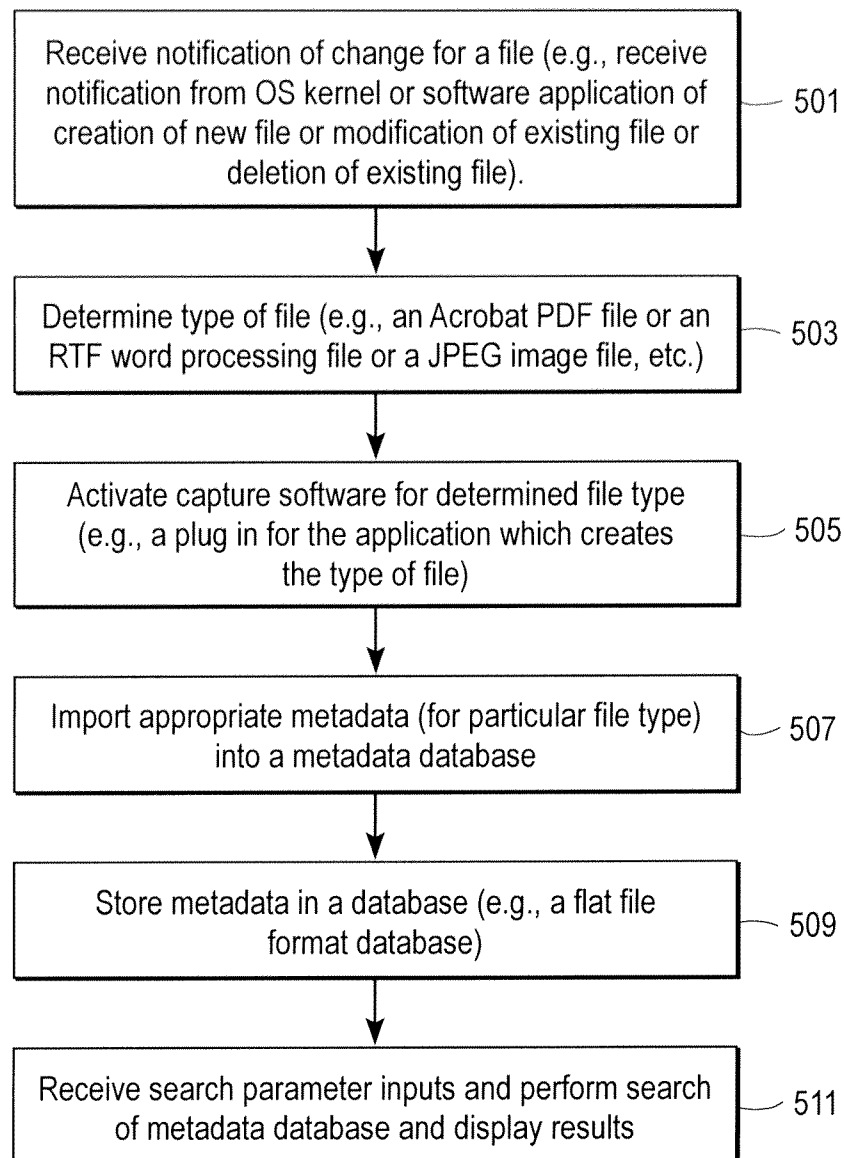 Receive notification of change for a file (e.g., receive
notification from OS kernel or software application of
creation of new file or modification of existing file or
deletion of existing file).
501
Determine type of file (e.g., an Acrobat PDF file or an
RTF word processing file or a JPEG image file, etc.)
503
Activate capture software for determined file type
(e.g., a plug in for the application which creates
the type of file)
505
Import appropriate metadata (for particular file type)
into a metadata database
507
Store metadata in a database (e.g., a flat file
format database)
509
Receive search parameter inputs and perform search
of metadata database and display results
511